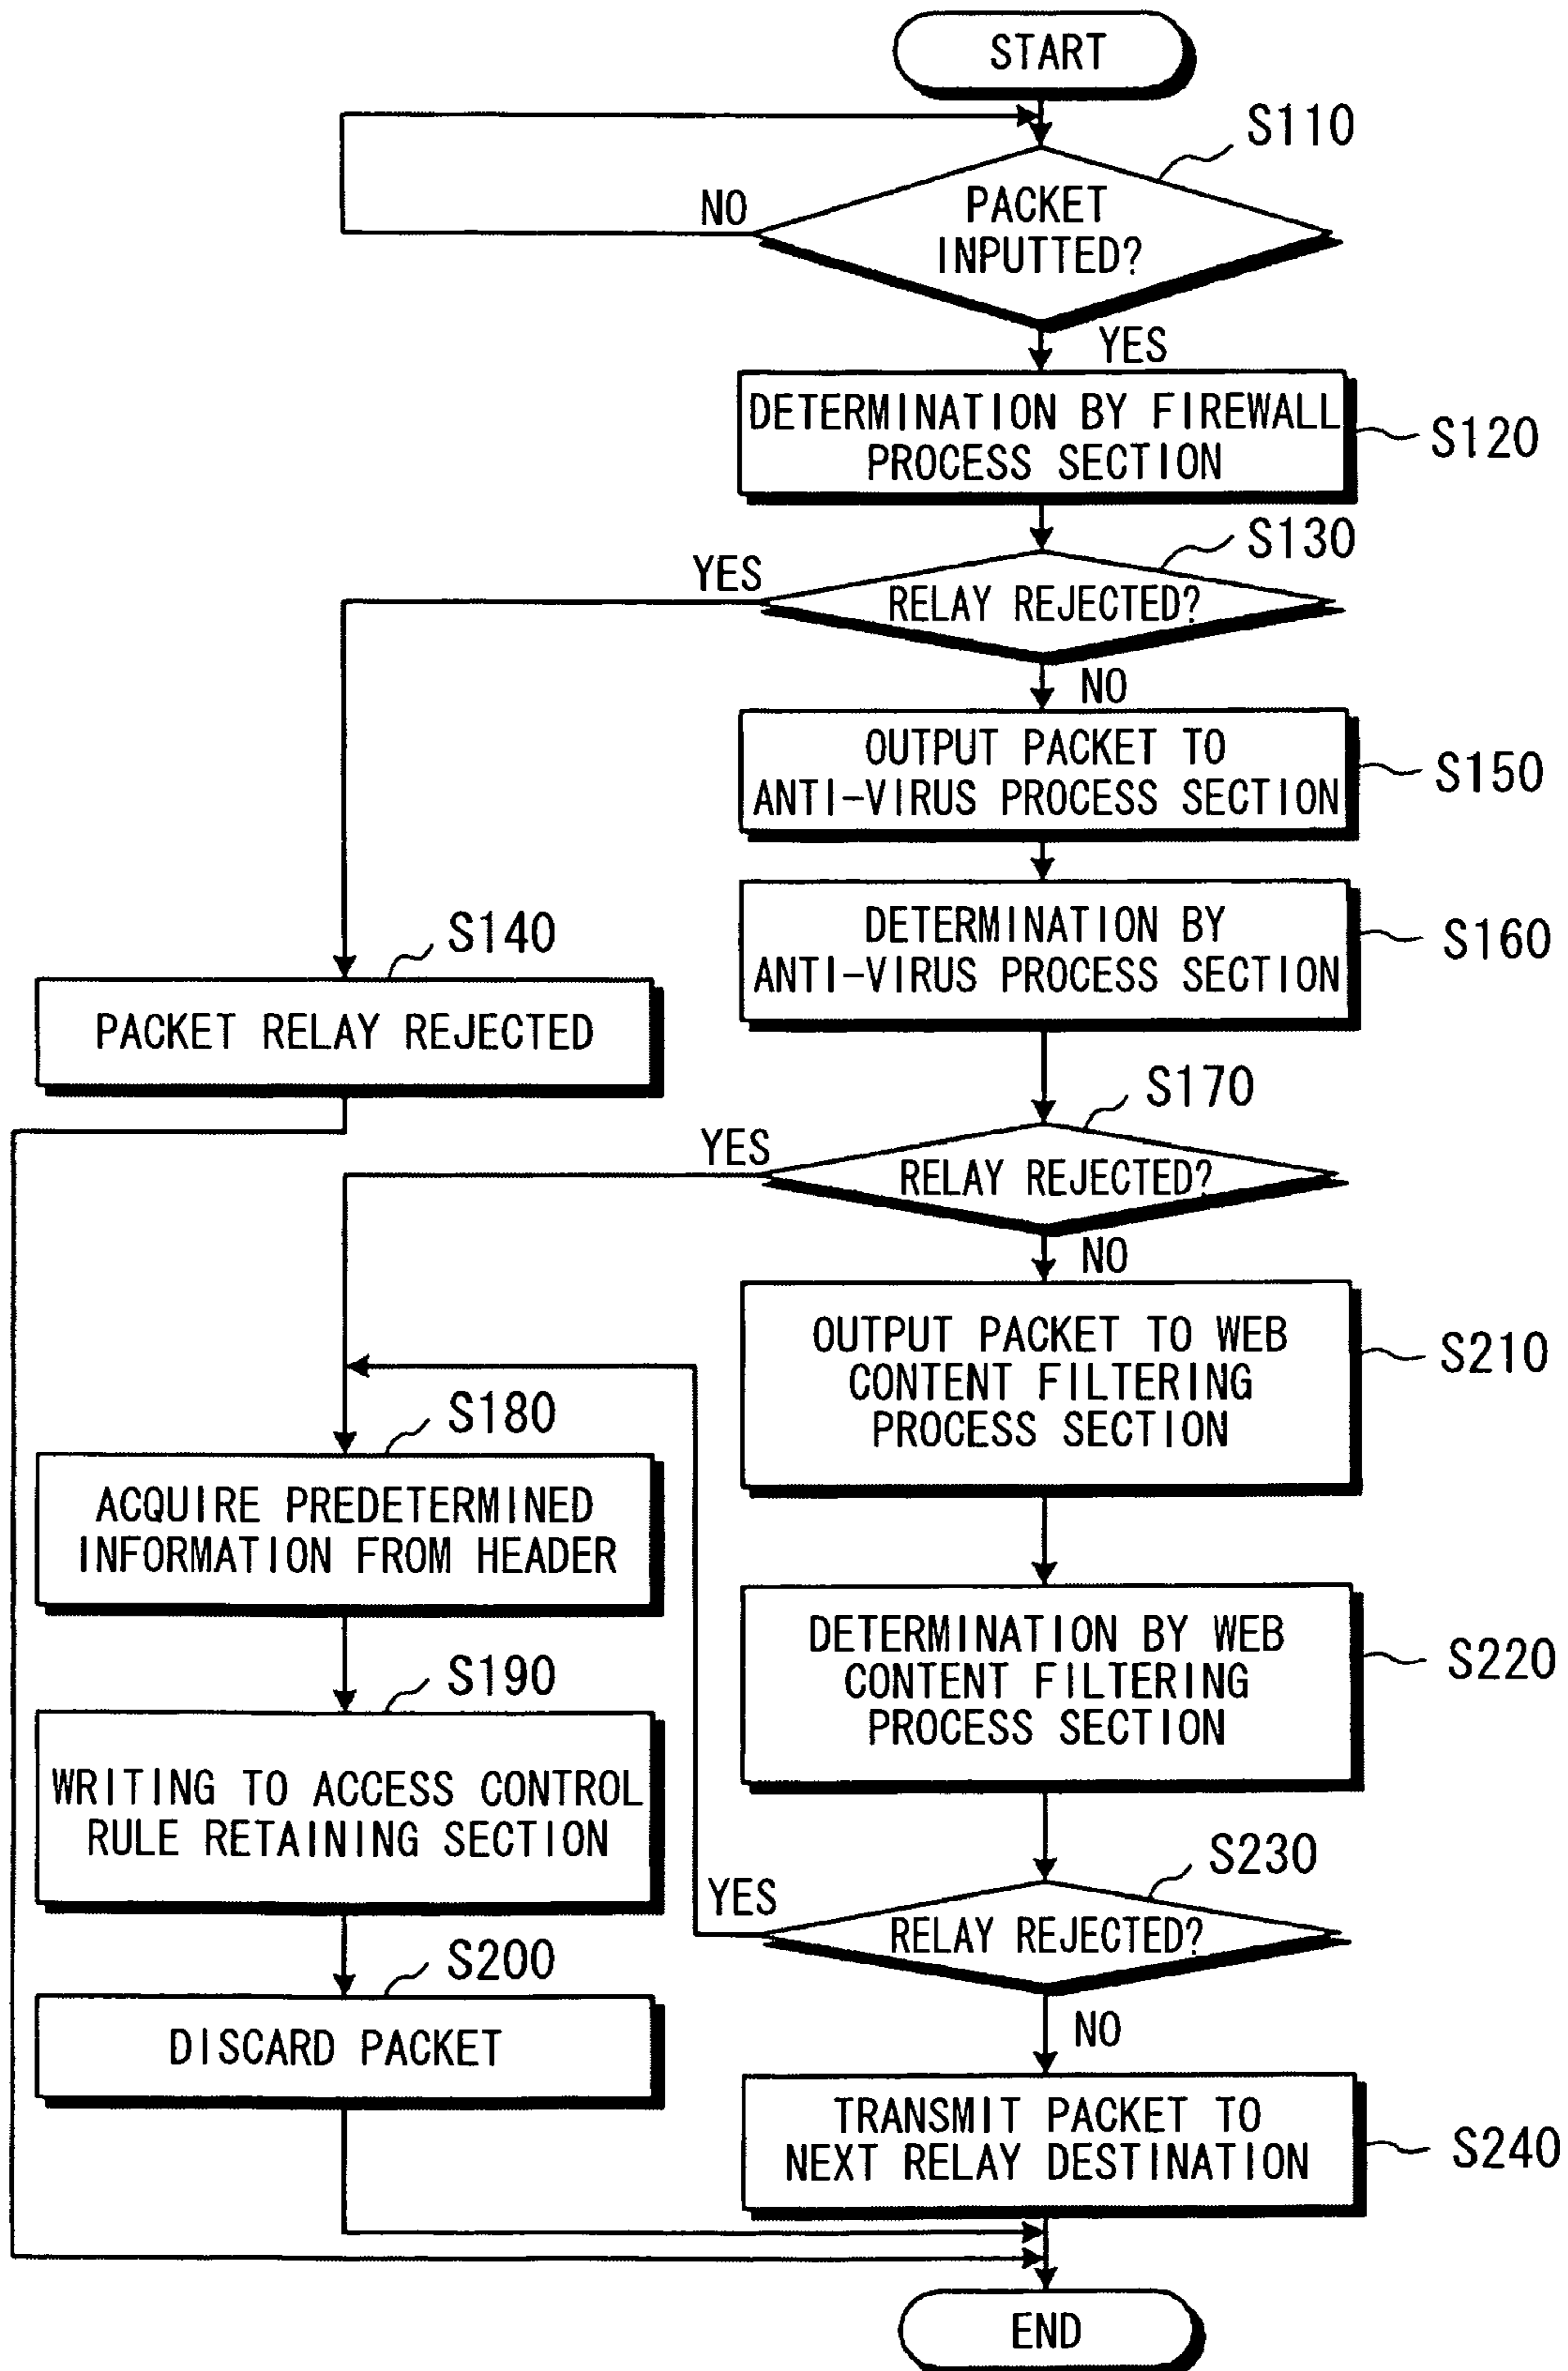 START
S110
NO
PACKET
INPUTTED?
YES
DETERMINATION BY FIREWALL
PROCESS SECTION
S120
S130
YES
RELAY REJECTED?
NO
OUTPUT PACKET TO
ANTI-VIRUS PROCESS SECTION
S150
DETERMINATION BY
ANTI-VIRUS PROCESS SECTION
S160
S140
PACKET RELAY REJECTED
S170
YES
RELAY REJECTED?
NO
OUTPUT PACKET TO WEB
CONTENT FILTERING
PROCESS SECTION
S210
S180
ACQUIRE PREDETERMINED
INFORMATION FROM HEADER
DETERMINATION BY WEB
CONTENT FILTERING
PROCESS SECTION
S220
S190
WRITING TO ACCESS CONTROL
RULE RETAINING SECTION
S230
YES
RELAY REJECTED?
NO
S200
DISCARD PACKET
TRANSMIT PACKET TO
NEXT RELAY DESTINATION
S240
END